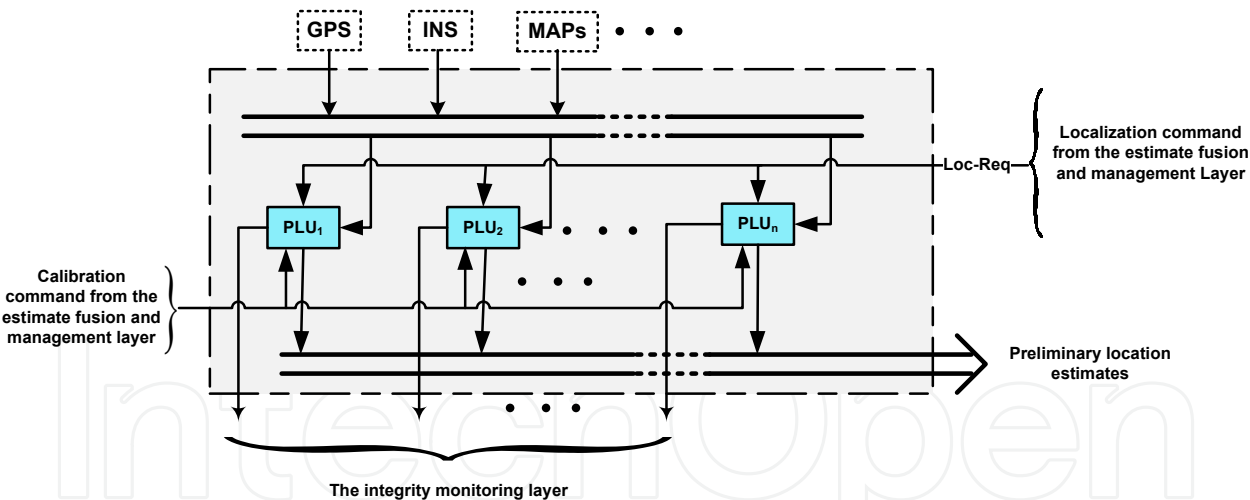 GPS
INS
MAPs
Loc-Req
Localization command
from the estimate fusion
and management Layer
PLU1
PLU2
PLUn
Calibration
command from the
estimate fusion and
management layer
Preliminary location
estimates
The integrity monitoring layer
IntechOpen